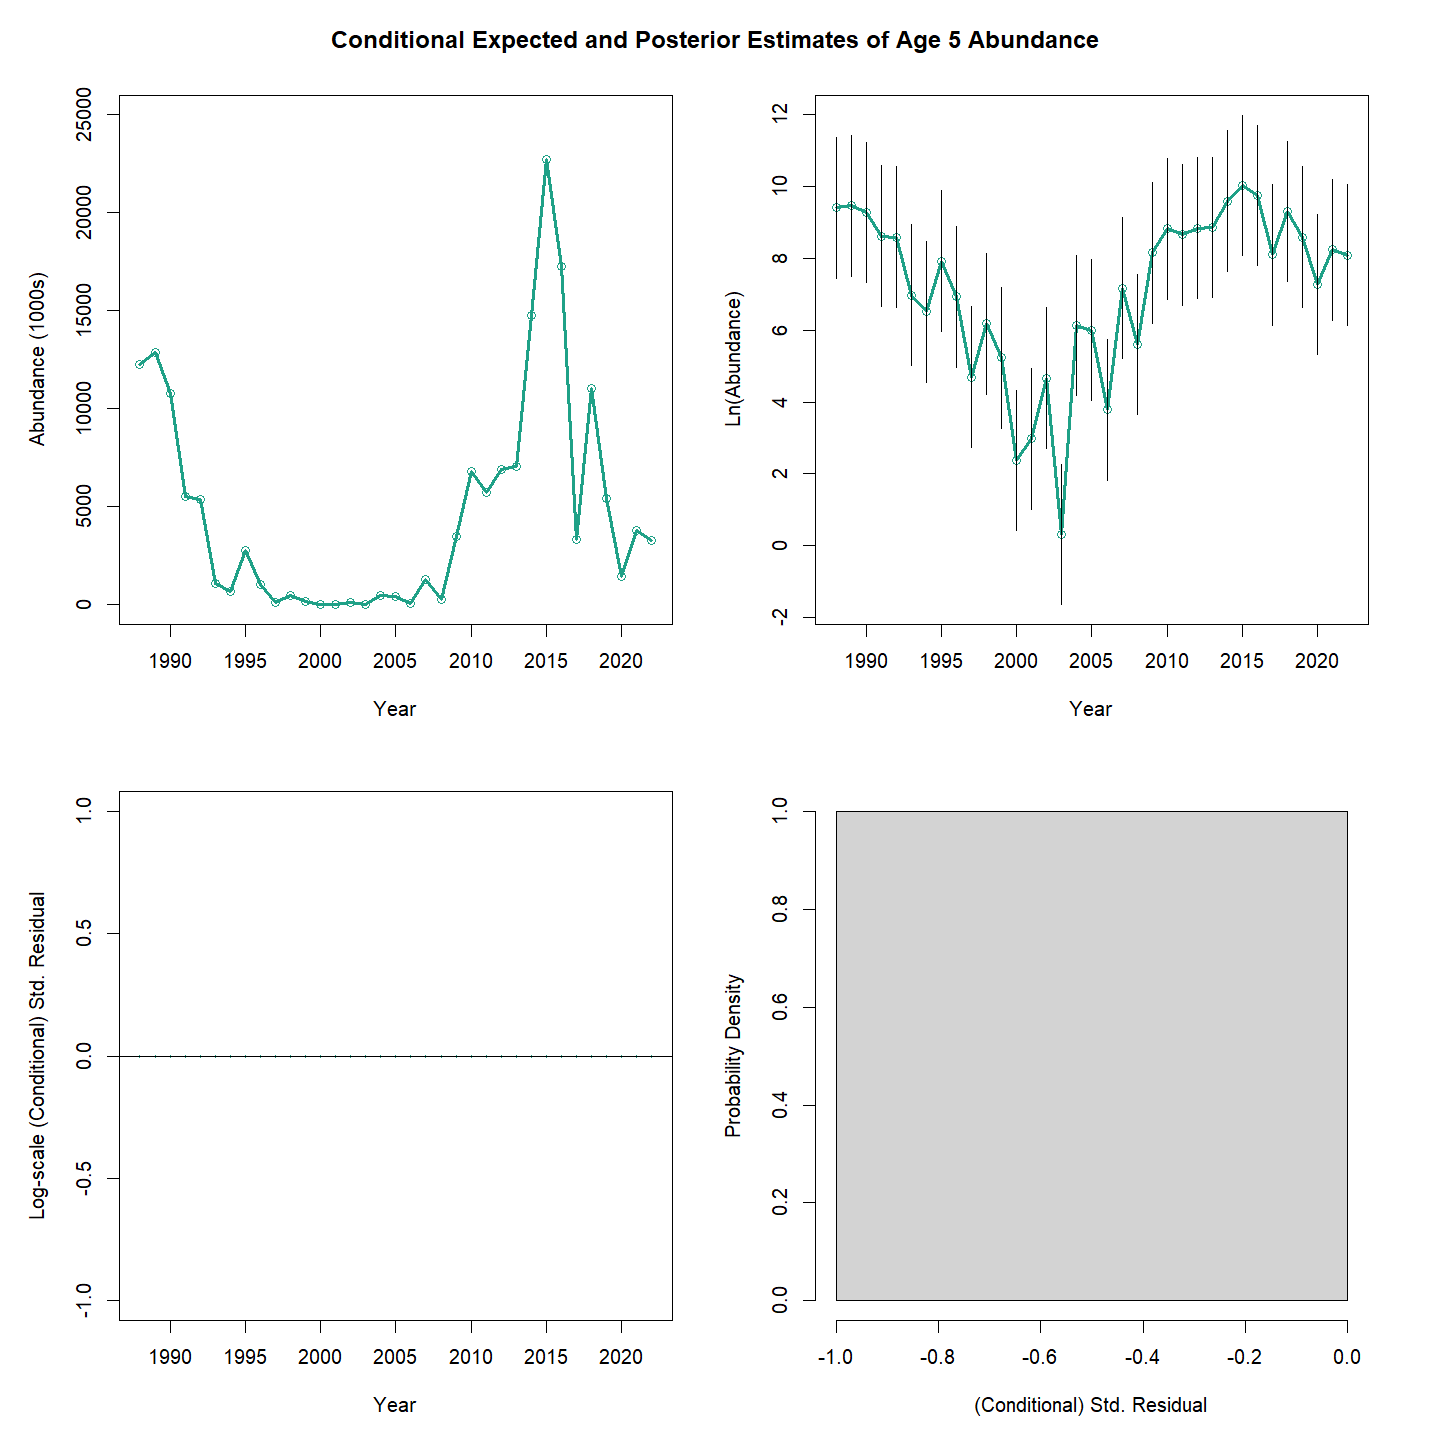 Conditional Expected and Posterior Estimates of Age 5 Abundance
Abundance (1000s)
25000
20000
15000
10000
5000
0
1990 1995 2000 2005 2010 2015 2020
Year
Ln(Abundance)
12
10
8
6
4
2
0
-2
1990 1995 2000 2005 2010 2015 2020
Year
Log-scale (Conditional) Std. Residual
1.0
0.5
0.0
-0.5
-1.0
1990 1995 2000 2005 2010 2015 2020
Year
Probability Density
1.0
0.8
0.6
0.4
0.2
0.0
-1.0 -0.8 -0.6 -0.4 -0.2 0.0
(Conditional) Std. Residual